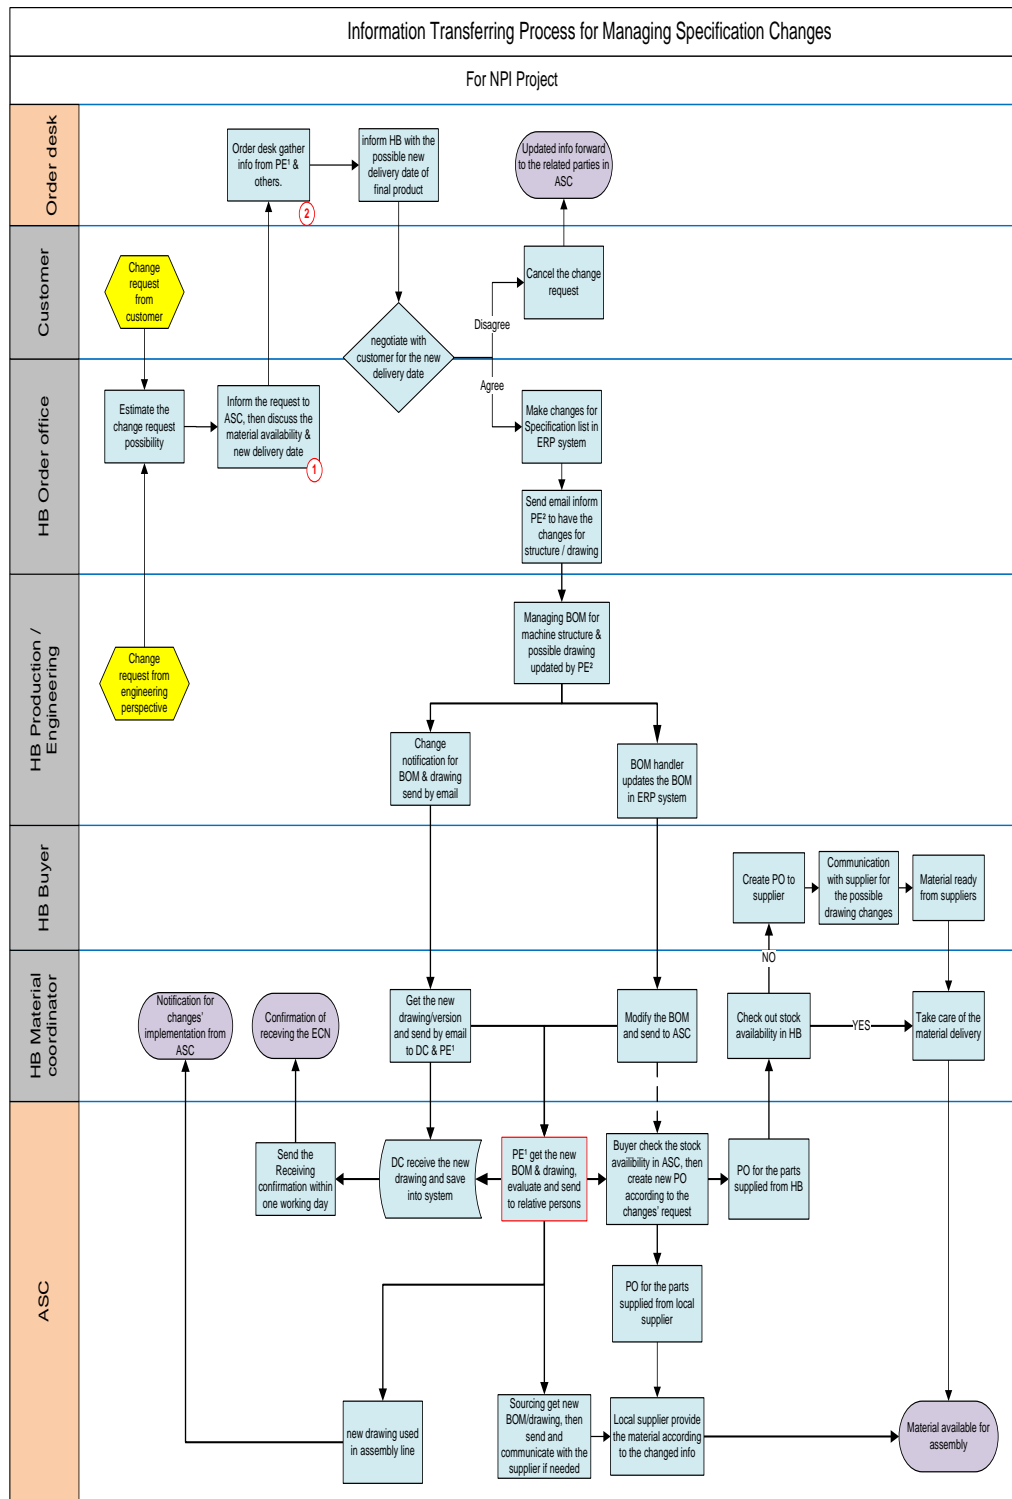 Information Transferring Process for Managing Specification Changes
For NPI Project
Order desk
Order desk gather
info from PE¹ &
others.
2
inform HB with the
possible new
delivery date of
final product
Updated info forward
to the related parties in
ASC
Customer
Change
request
from
customer
negotiate with
customer for the new
delivery date
Disagree
Cancel the change
request
HB Order office
Agree
Estimate the
change request
possibility
Inform the request to
ASC, then discuss the
material availability &
new delivery date
1
Make changes for
Specification list in
ERP system
Send email inform
PE² to have the
changes for
structure / drawing
HB Production /
Engineering
Change
request from
engineering
perspective
Managing BOM for
machine structure &
possible drawing
updated by PE²
Change
notification for
BOM & drawing
send by email
BOM handler
updates the BOM
in ERP system
HB Buyer
Create PO to
supplier
Communication
with supplier for
the possible
drawing changes
Material ready
from suppliers
NO
HB Material
coordinator
Notification for
changes'
implementation from
ASC
Confirmation of
receving the ECN
Get the new
drawing/version
and send by email
to DC & PE¹
Modify the BOM
and send to ASC
Check out stock
availability in HB
YES
Take care of the
material delivery
ASC
Send the
Receiving
confirmation within
one working day
DC receive the new
drawing and save
into system
PE¹ get the new
BOM & drawing,
evaluate and send
to relative persons
Buyer check the stock
availibility in ASC, then
create new PO
according to the
changes' request
PO for the parts
supplied from HB
PO for the parts
supplied from local
supplier
new drawing used
in assembly line
Sourcing get new
BOM/drawing, then
send and
communicate with the
supplier if needed
Local supplier provide
the material according
to the changed info
Material available for
assembly